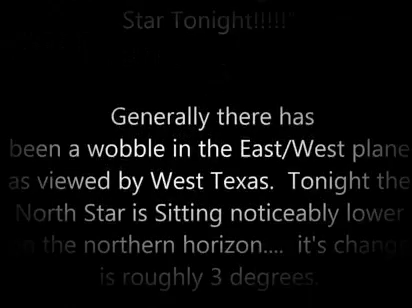 Star Tonight!!!!!"
Generally there has
been a wobble in the East/West plane
as viewed by West Texas.  Tonight the
North Star is Sitting noticeably lower
on the northern horizon....  it's change
is roughly 3 degrees.